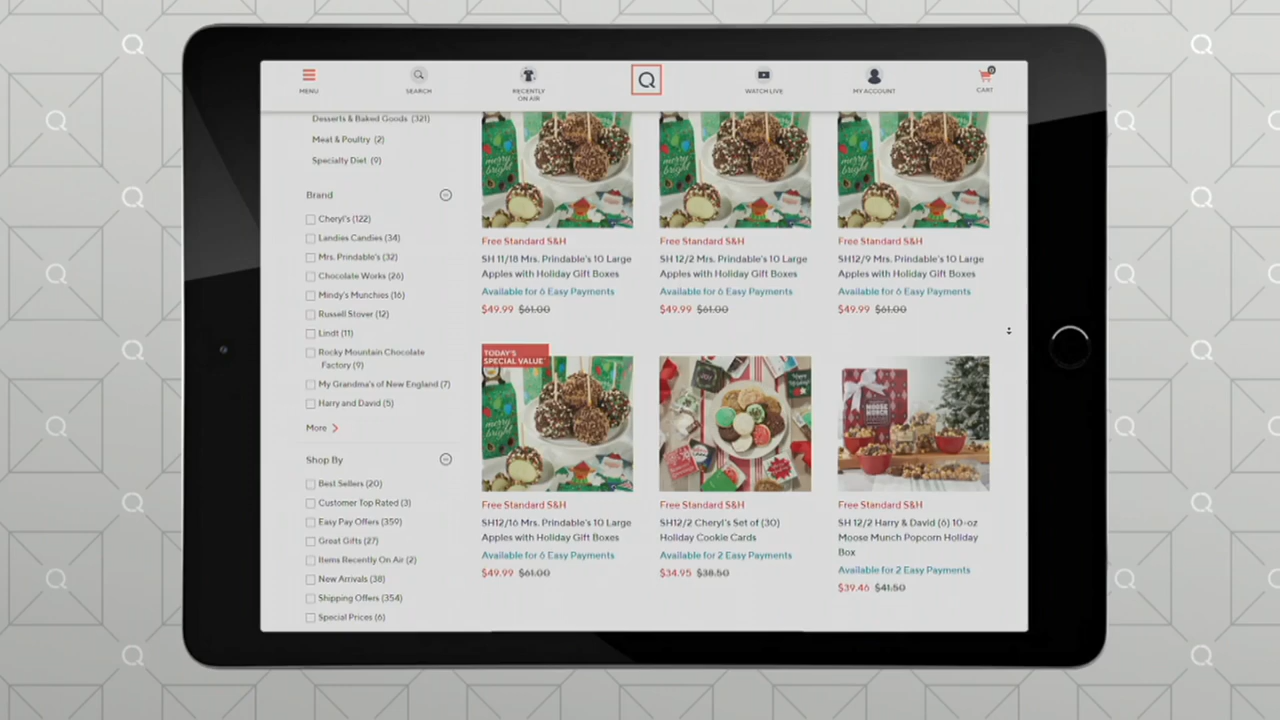 MENU
SEARCH
RECENTLY
ON AIR
Q
WATCH LIVE
MY ACCOUNT
0
CART
Desserts & Baked Goods (321)
Meat & Poultry (2)
Specialty Diet (9)
Brand
Cheryl's (122)
Landies Candies (34)
Mrs. Prindable's (32)
Chocolate Works (26)
Mindy's Munchies (16)
Russell Stover (12)
Lindt (11)
Rocky Mountain Chocolate
Factory (9)
My Grandma's of New England (7)
Harry and David (5)
More
Shop By
Best Sellers (20)
Customer Top Rated (3)
Easy Pay Offers (359)
Great Gifts (27)
Items Recently On Air (2)
New Arrivals (38)
Shipping Offers (354)
Special Prices (6)
merry
bright
Free Standard S&H
SH 11/18 Mrs. Prindable's 10 Large
Apples with Holiday Gift Boxes
Available for 6 Easy Payments
$49.99 $61.00
merry
bright
Free Standard S&H
SH 12/2 Mrs. Prindable's 10 Large
Apples with Holiday Gift Boxes
Available for 6 Easy Payments
$49.99 $61.00
merry
bright
Free Standard S&H
SH12/9 Mrs. Prindable's 10 Large
Apples with Holiday Gift Boxes
Available for 6 Easy Payments
$49.99 $61.00
TODAY'S
SPECIAL VALUE
merry
bright
Free Standard S&H
SH12/16 Mrs. Prindable's 10 Large
Apples with Holiday Gift Boxes
Available for 6 Easy Payments
$49.99 $61.00
Free Standard S&H
SH12/2 Cheryl's Set of (30)
Holiday Cookie Cards
Available for 2 Easy Payments
$34.95 $38.50
MOOSE
MUNCH
Free Standard S&H
SH 12/2 Harry & David (6) 10-oz
Moose Munch Popcorn Holiday
Box
Available for 2 Easy Payments
$39.46 $41.50